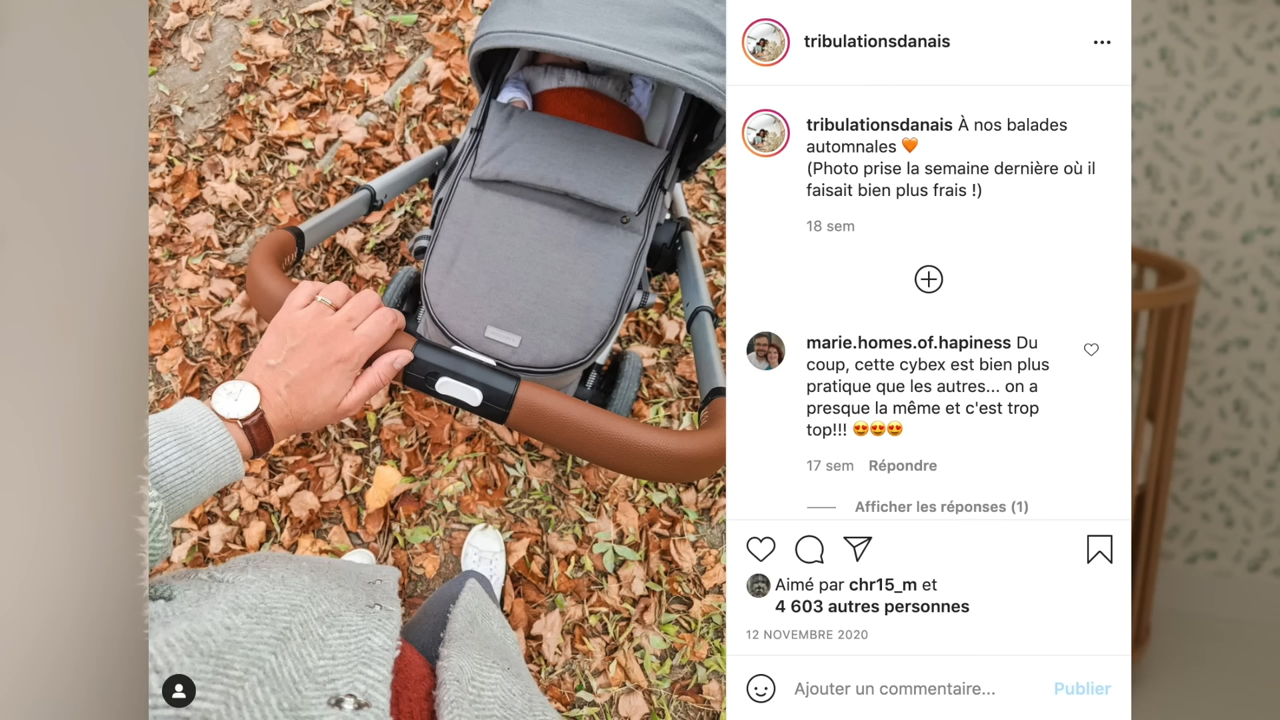 tribulationsdanais
tribulationsdanais À nos balades
automnales 🧡
(Photo prise la semaine dernière où il
faisait bien plus frais !)
18 sem
marie.homes.of.hapiness Du
coup, cette cybex est bien plus
pratique que les autres... on a
presque la même et c'est trop
top!!! 😍😍😍
17 sem Répondre
Afficher les réponses (1)
Aimé par chr15_m et
4 603 autres personnes
12 NOVEMBRE 2020
Ajouter un commentaire... Publier